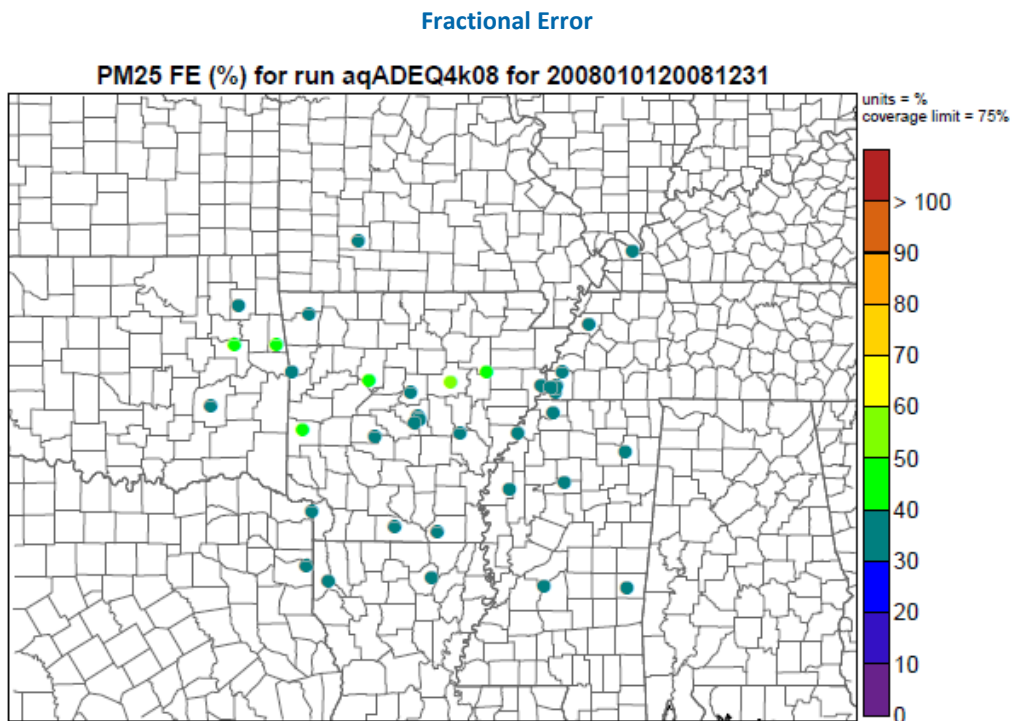 Fractional Error
PM25 FE (%) for run aqADEQ4k08 for 2008010120081231
units = %
coverage limit = 75%
> 100
90
80
70
60
50
40
30
20
10
0